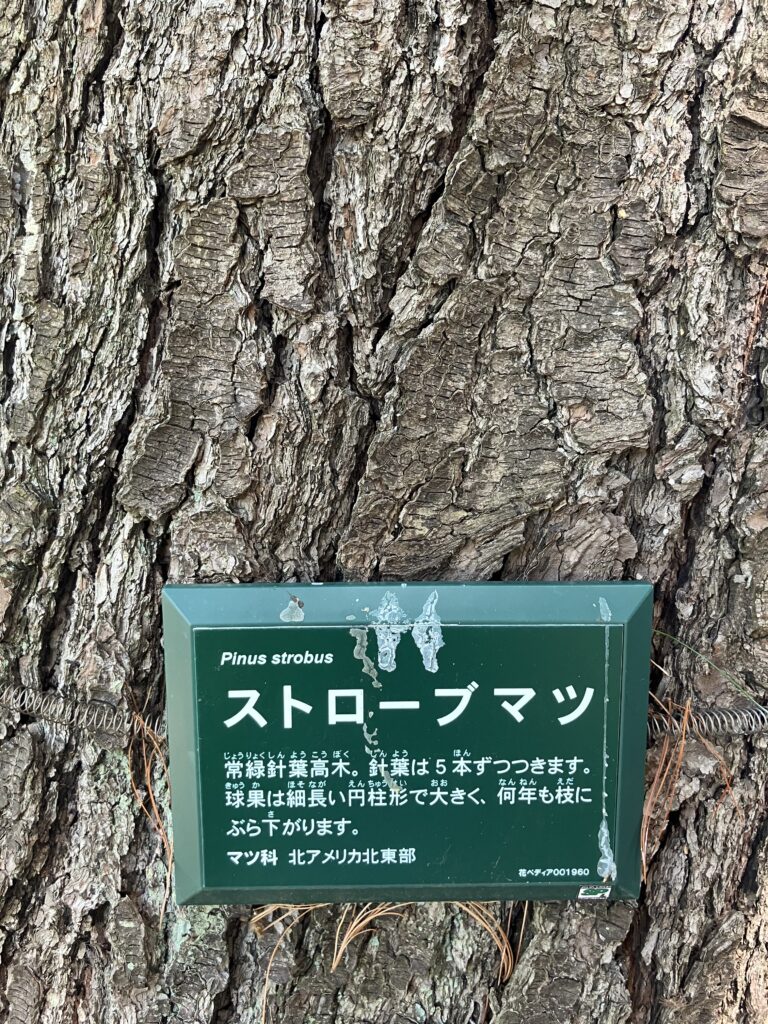 Pinus strobus
ストローブマツ
常緑針葉高木。針葉は5本ずつつきます。
球果は細長い円柱形で大きく、何年も枝に
ぶら下がります。
マツ科 北アメリカ北東部
花ペディア001960